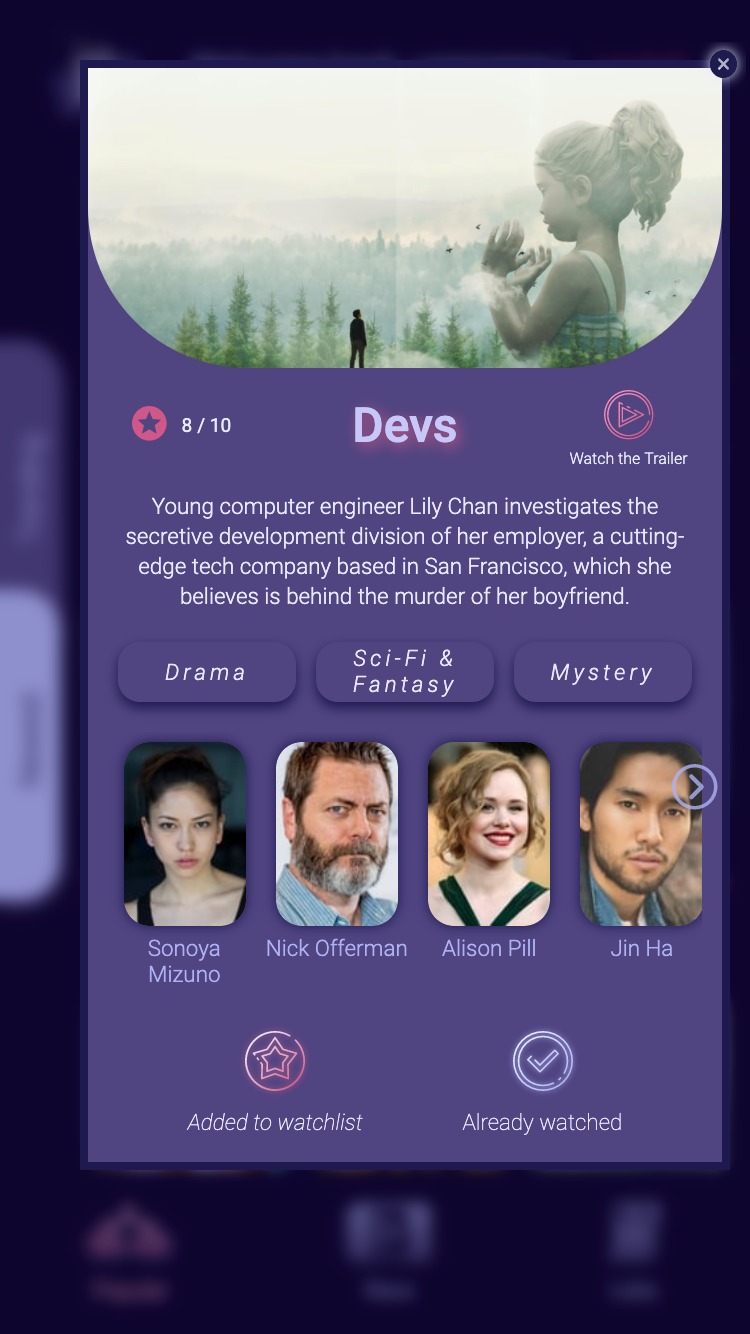 8 / 10
Devs
Watch the Trailer
Young computer engineer Lily Chan investigates the
secretive development division of her employer, a cutting-
edge tech company based in San Francisco, which she
believes is behind the murder of her boyfriend.
Drama
Sci-Fi &
Fantasy
Mystery
Sonoya
Mizuno
Nick Offerman
Alison Pill
Jin Ha
Added to watchlist
Already watched